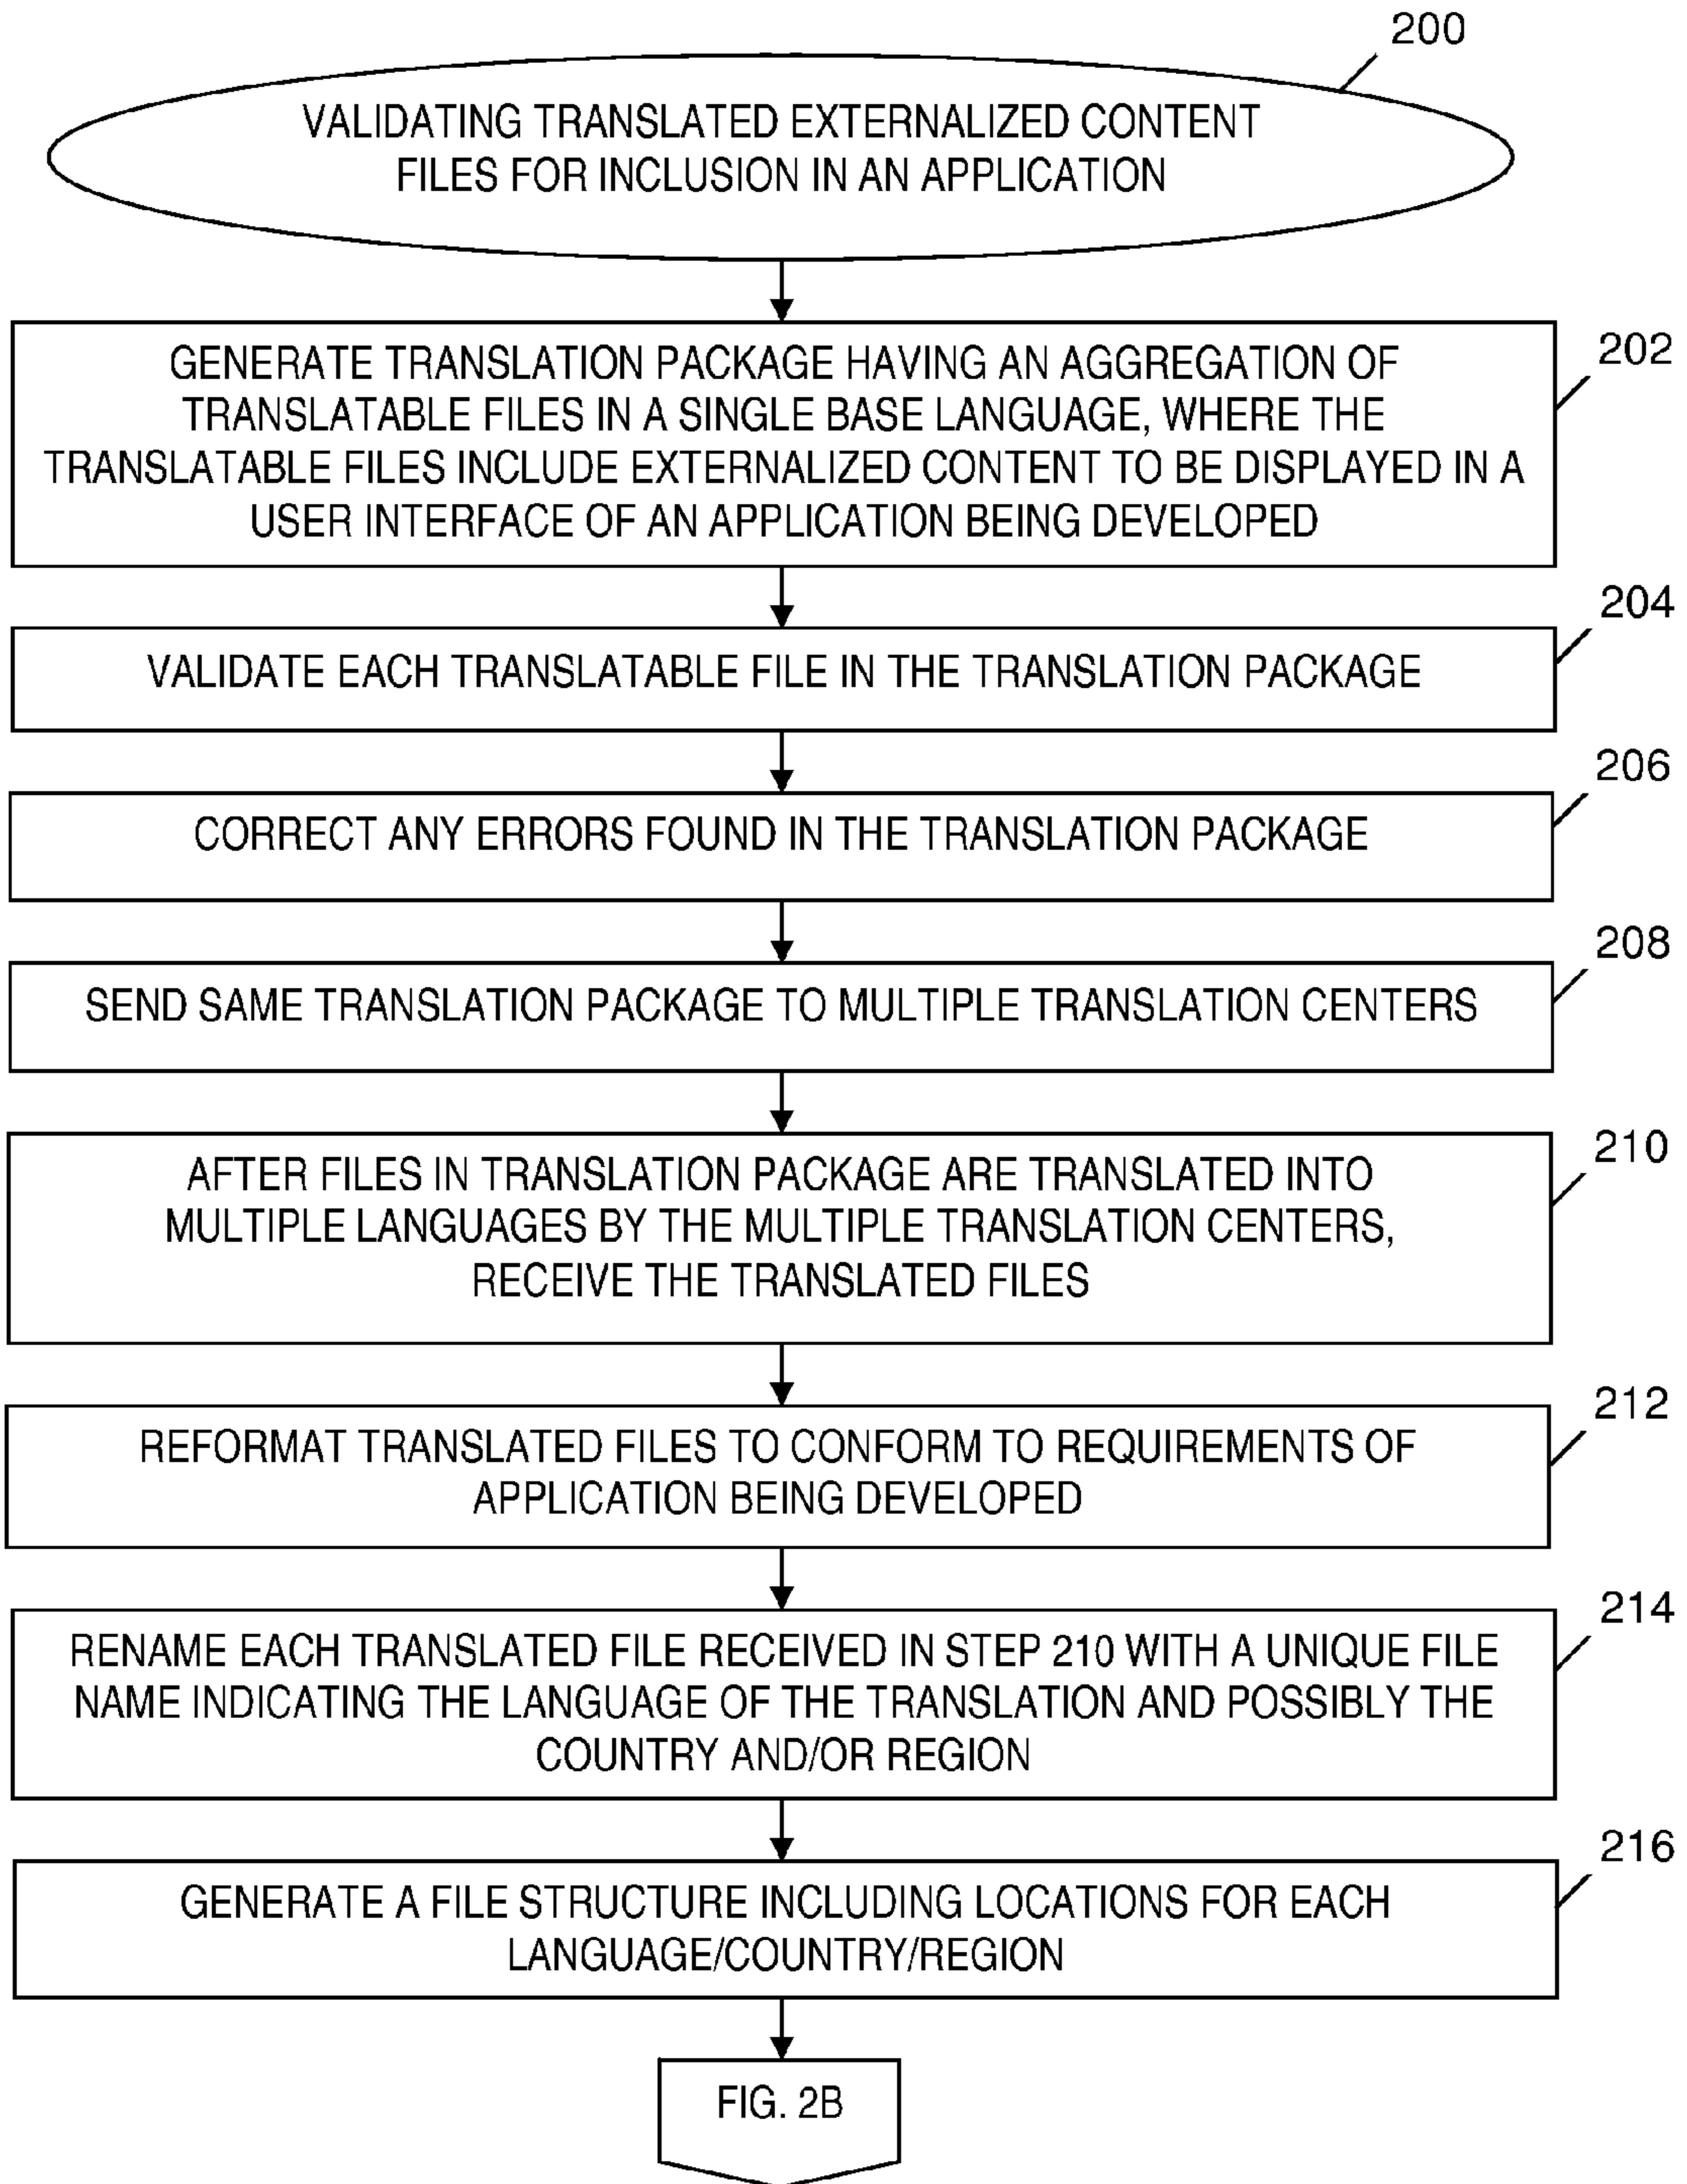 200
VALIDATING TRANSLATED EXTERNALIZED CONTENT
FILES FOR INCLUSION IN AN APPLICATION
202
GENERATE TRANSLATION PACKAGE HAVING AN AGGREGATION OF
TRANSLATABLE FILES IN A SINGLE BASE LANGUAGE, WHERE THE
TRANSLATABLE FILES INCLUDE EXTERNALIZED CONTENT TO BE DISPLAYED IN A
USER INTERFACE OF AN APPLICATION BEING DEVELOPED
204
VALIDATE EACH TRANSLATABLE FILE IN THE TRANSLATION PACKAGE
206
CORRECT ANY ERRORS FOUND IN THE TRANSLATION PACKAGE
208
SEND SAME TRANSLATION PACKAGE TO MULTIPLE TRANSLATION CENTERS
210
AFTER FILES IN TRANSLATION PACKAGE ARE TRANSLATED INTO
MULTIPLE LANGUAGES BY THE MULTIPLE TRANSLATION CENTERS,
RECEIVE THE TRANSLATED FILES
212
REFORMAT TRANSLATED FILES TO CONFORM TO REQUIREMENTS OF
APPLICATION BEING DEVELOPED
214
RENAME EACH TRANSLATED FILE RECEIVED IN STEP 210 WITH A UNIQUE FILE
NAME INDICATING THE LANGUAGE OF THE TRANSLATION AND POSSIBLY THE
COUNTRY AND/OR REGION
216
GENERATE A FILE STRUCTURE INCLUDING LOCATIONS FOR EACH
LANGUAGE/COUNTRY/REGION
FIG. 2B